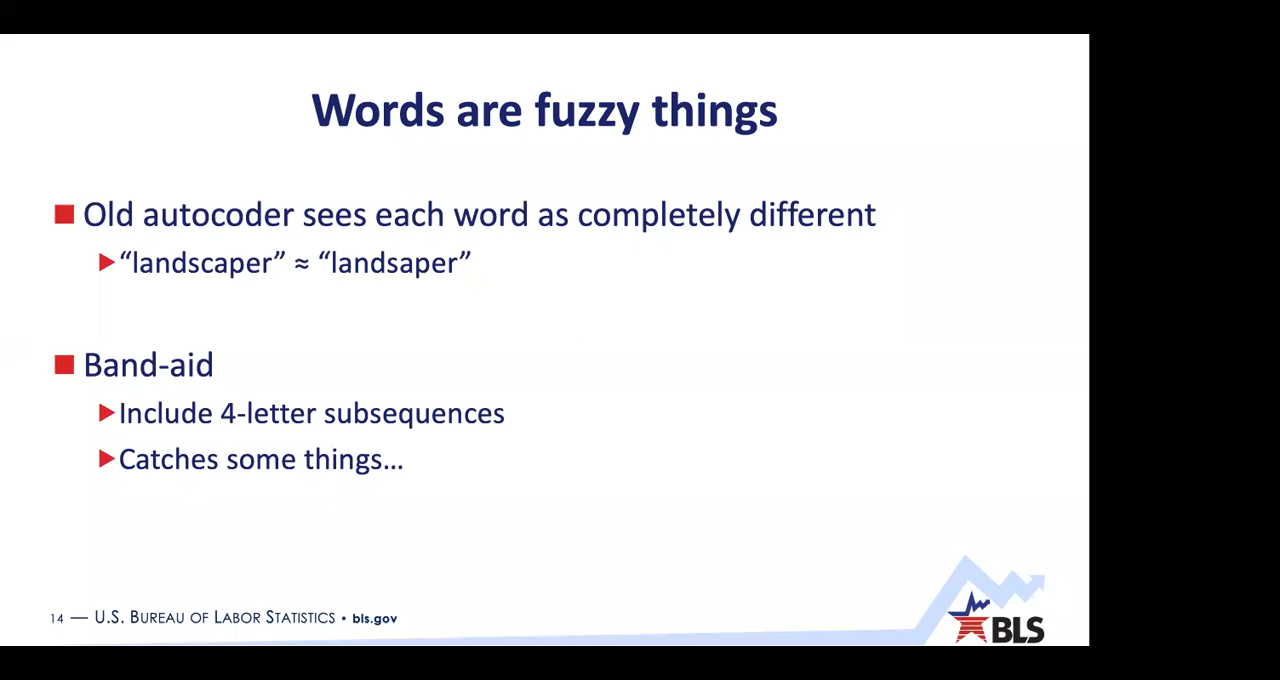 Words are fuzzy things
Old autocoder sees each word as completely different
“landscaper” ≈ “landsaper”
Band-aid
Include 4-letter subsequences
Catches some things…
14 — U.S. BUREAU OF LABOR STATISTICS • bls.gov
BLS